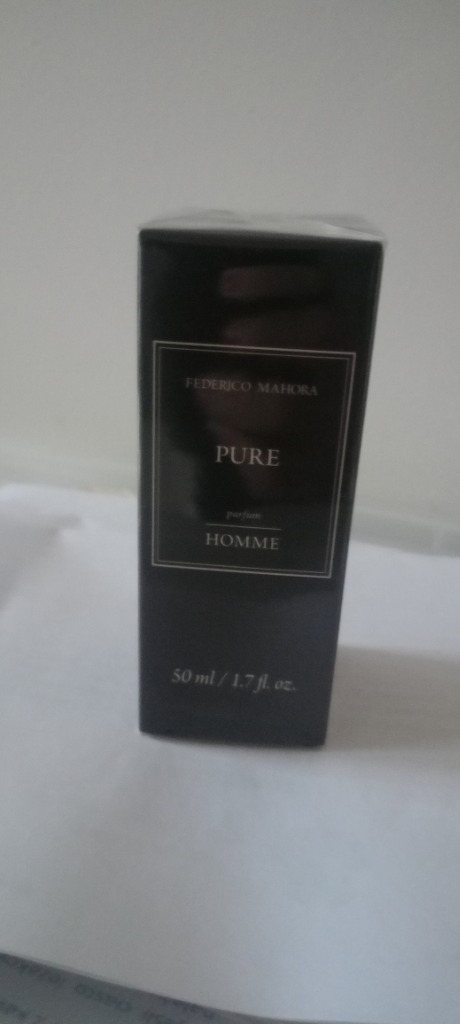 FEDERICO MAHORA
PURE
parfum
HOMME
50 ml / 1.7 fl. oz.